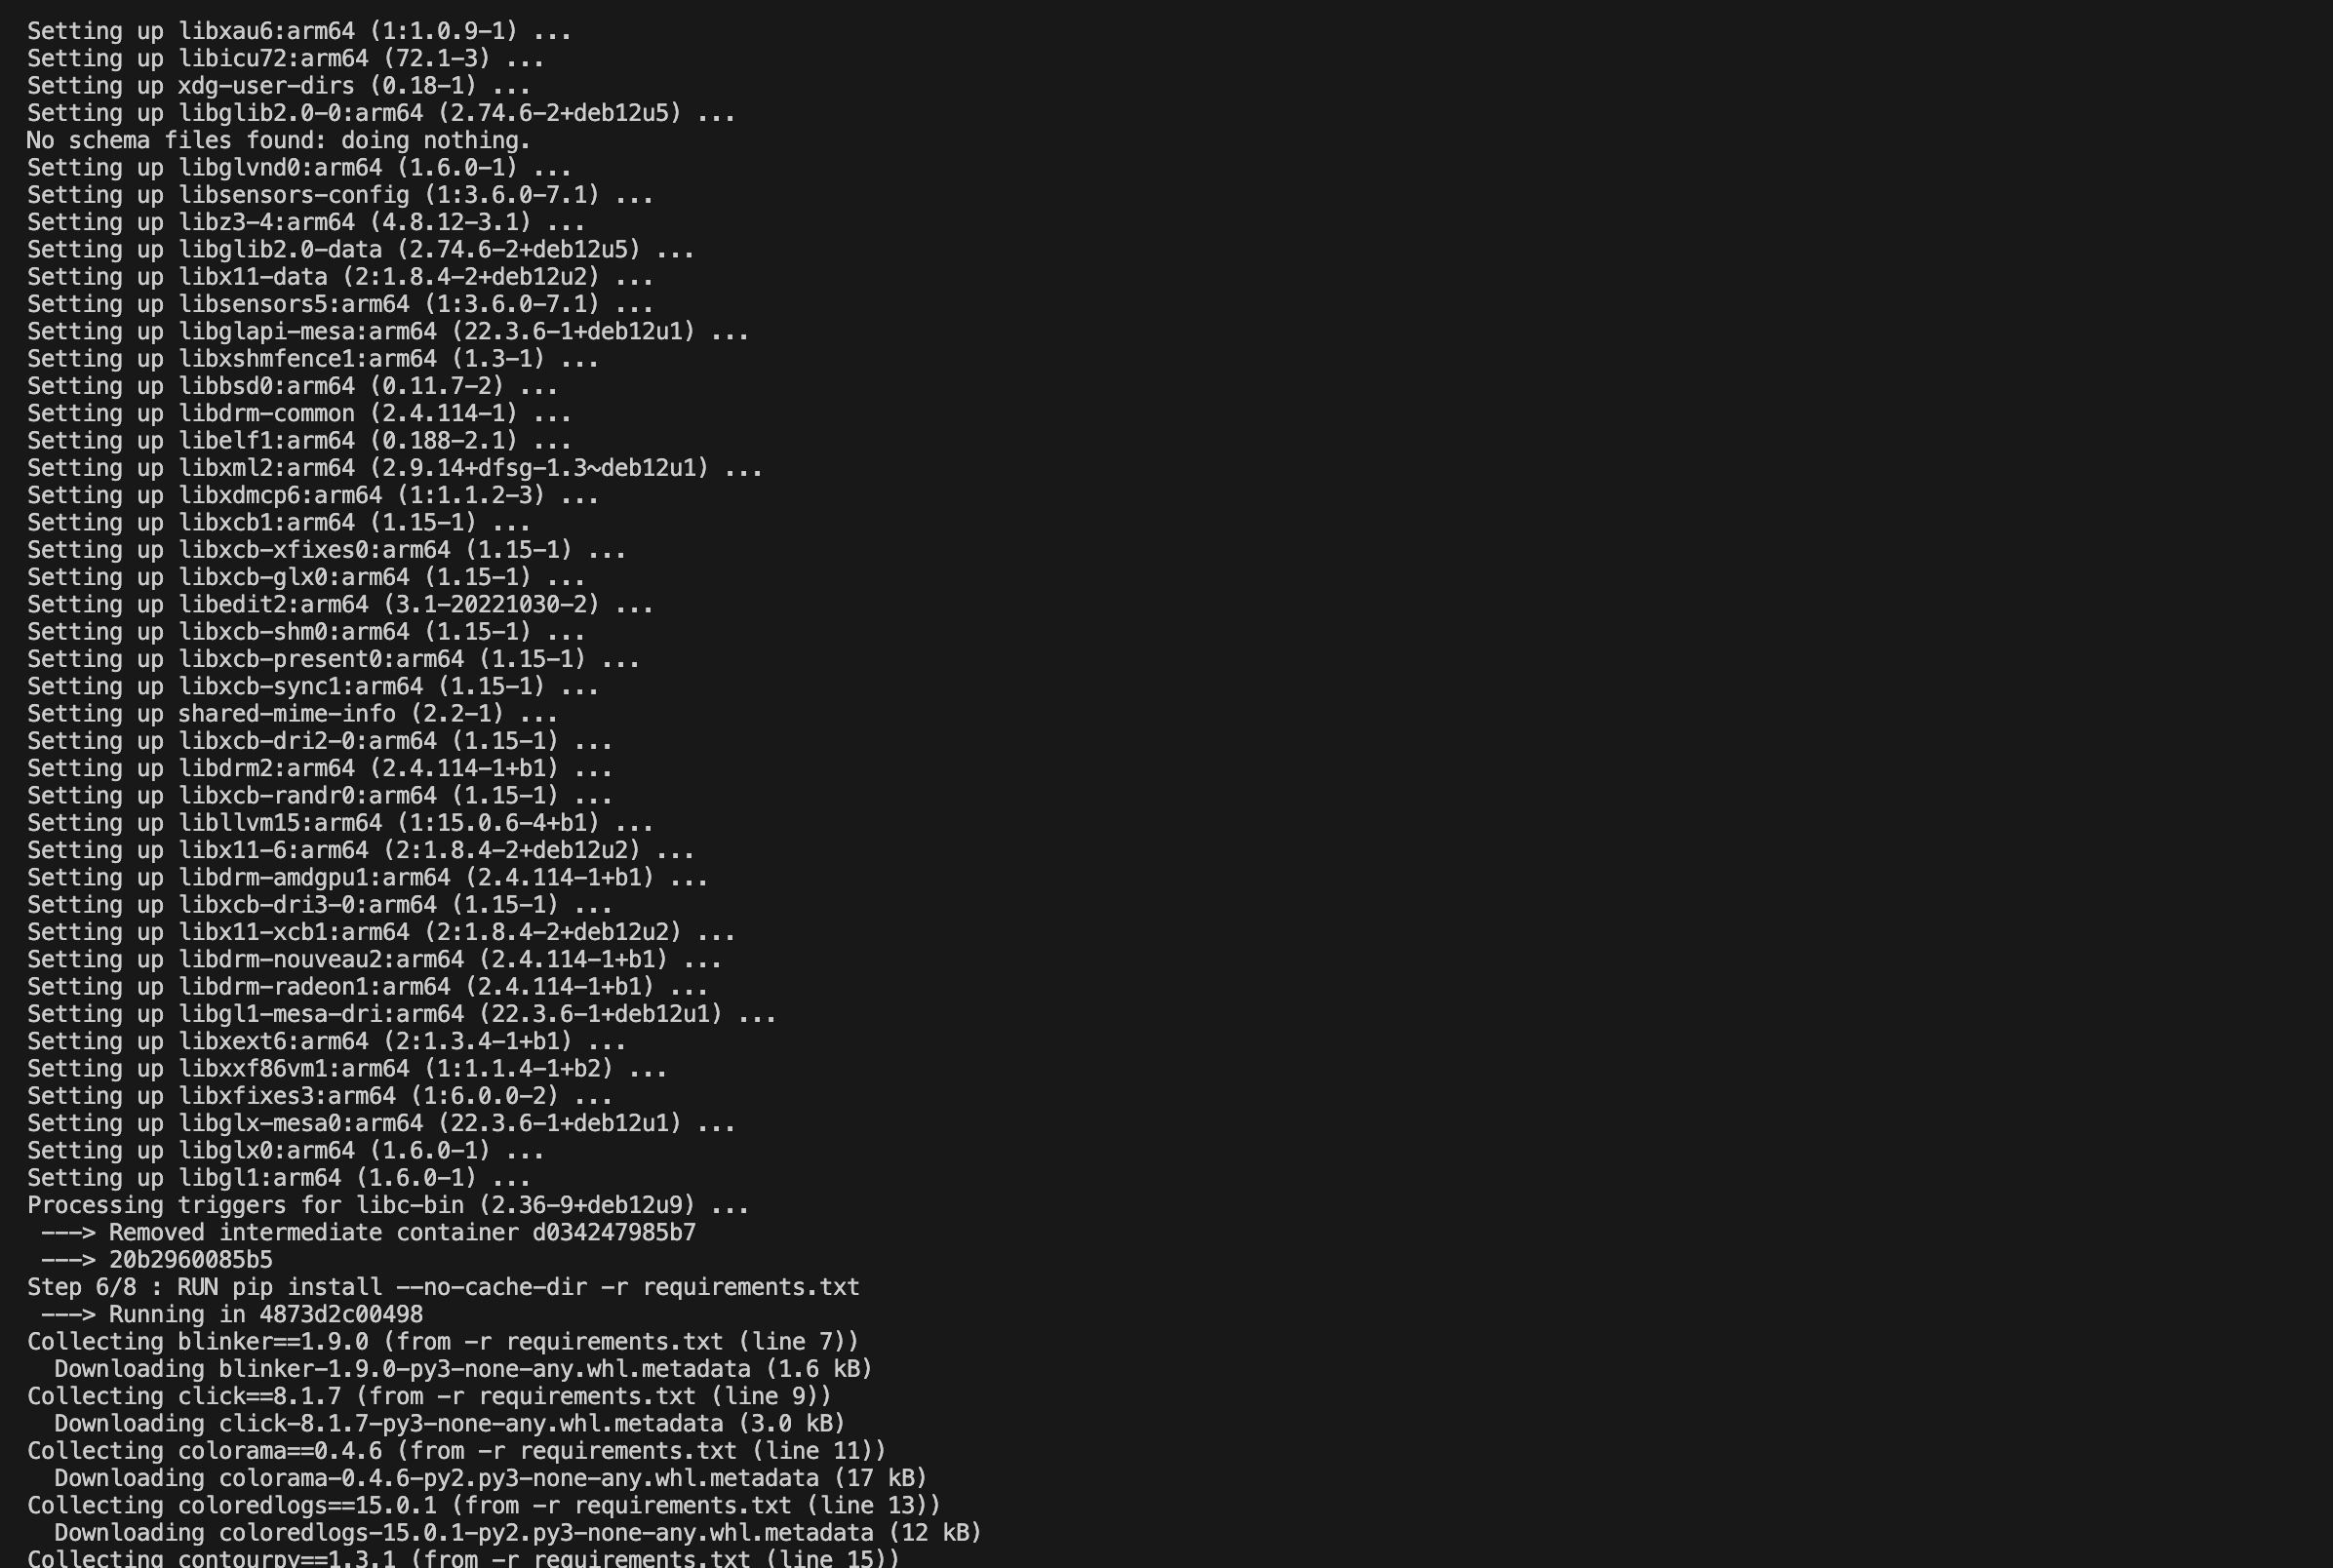 Setting up libxau6:arm64 (1:1.0.9-1) ...
Setting up libicu72:arm64 (72.1-3) ...
Setting up xdg-user-dirs (0.18-1) ...
Setting up libglib2.0-0:arm64 (2.74.6-2+deb12u5) ...
No schema files found: doing nothing.
Setting up libglvnd0:arm64 (1.6.0-1) ...
Setting up libsensors-config (1:3.6.0-7.1) ...
Setting up libz3-4:arm64 (4.8.12-3.1) ...
Setting up libglib2.0-data (2.74.6-2+deb12u5) ...
Setting up libx11-data (2:1.8.4-2+deb12u2) ...
Setting up libsensors5:arm64 (1:3.6.0-7.1) ...
Setting up libglapi-mesa:arm64 (22.3.6-1+deb12u1) ...
Setting up libxshmfence1:arm64 (1.3-1) ...
Setting up libbsd0:arm64 (0.11.7-2) ...
Setting up libdrm-common (2.4.114-1) ...
Setting up libelf1:arm64 (0.188-2.1) ...
Setting up libxml2:arm64 (2.9.14+dfsg-1.3~deb12u1) ...
Setting up libxdmcp6:arm64 (1:1.1.2-3) ...
Setting up libxcb1:arm64 (1.15-1) ...
Setting up libxcb-xfixes0:arm64 (1.15-1) ...
Setting up libxcb-glx0:arm64 (1.15-1) ...
Setting up libedit2:arm64 (3.1-20221030-2) ...
Setting up libxcb-shm0:arm64 (1.15-1) ...
Setting up libxcb-present0:arm64 (1.15-1) ...
Setting up libxcb-sync1:arm64 (1.15-1) ...
Setting up shared-mime-info (2.2-1) ...
Setting up libxcb-dri2-0:arm64 (1.15-1) ...
Setting up libdrm2:arm64 (2.4.114-1+b1) ...
Setting up libxcb-randr0:arm64 (1.15-1) ...
Setting up libllvm15:arm64 (1:15.0.6-4+b1) ...
Setting up libx11-6:arm64 (2:1.8.4-2+deb12u2) ...
Setting up libdrm-amdgpu1:arm64 (2.4.114-1+b1) ...
Setting up libxcb-dri3-0:arm64 (1.15-1) ...
Setting up libx11-xcb1:arm64 (2:1.8.4-2+deb12u2) ...
Setting up libdrm-nouveau2:arm64 (2.4.114-1+b1) ...
Setting up libdrm-radeon1:arm64 (2.4.114-1+b1) ...
Setting up libgl1-mesa-dri:arm64 (22.3.6-1+deb12u1) ...
Setting up libxext6:arm64 (2:1.3.4-1+b1) ...
Setting up libxxf86vm1:arm64 (1:1.1.4-1+b2) ...
Setting up libxfixes3:arm64 (1:6.0.0-2) ...
Setting up libglx-mesa0:arm64 (22.3.6-1+deb12u1) ...
Setting up libglx0:arm64 (1.6.0-1) ...
Setting up libgl1:arm64 (1.6.0-1) ...
Processing triggers for libc-bin (2.36-9+deb12u9) ...
 ---> Removed intermediate container d034247985b7
 ---> 20b2960085b5
Step 6/8 : RUN pip install --no-cache-dir -r requirements.txt
 ---> Running in 4873d2c00498
Collecting blinker==1.9.0 (from -r requirements.txt (line 7))
  Downloading blinker-1.9.0-py3-none-any.whl.metadata (1.6 kB)
Collecting click==8.1.7 (from -r requirements.txt (line 9))
  Downloading click-8.1.7-py3-none-any.whl.metadata (3.0 kB)
Collecting colorama==0.4.6 (from -r requirements.txt (line 11))
  Downloading colorama-0.4.6-py2.py3-none-any.whl.metadata (17 kB)
Collecting coloredlogs==15.0.1 (from -r requirements.txt (line 13))
  Downloading coloredlogs-15.0.1-py2.py3-none-any.whl.metadata (12 kB)
Collecting contourpy==1.3.1 (from -r requirements.txt (line 15))